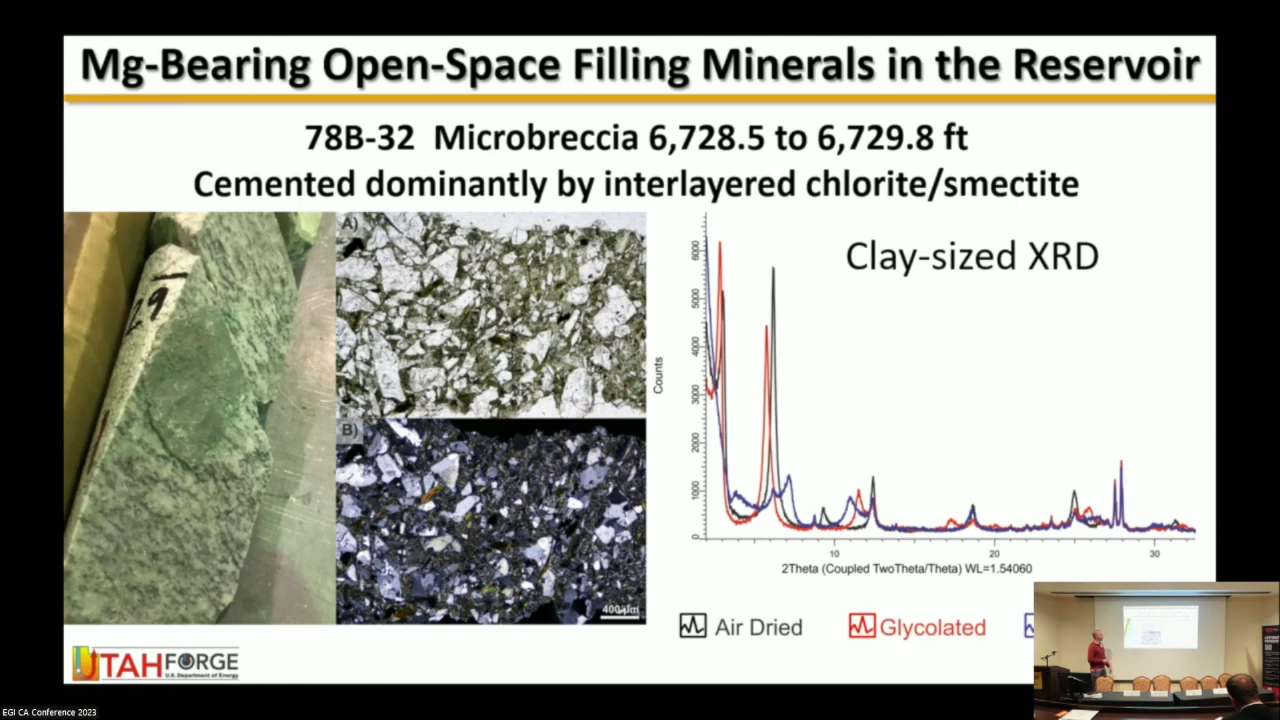 Mg-Bearing Open-Space Filling Minerals in the Reservoir
78B-32 Microbreccia 6,728.5 to 6,729.8 ft
Cemented dominantly by interlayered chlorite/smectite
29
A)
B)
400µm
Clay-sized XRD
Counts
6000
5000
4000
3000
2000
1000
0
10
20
30
2Theta (Coupled TwoTheta/Theta) WL=1.54060
Air Dried
Glycolated
UTAH FORGE
U.S. Department of Energy
EGI CA Conference 2023